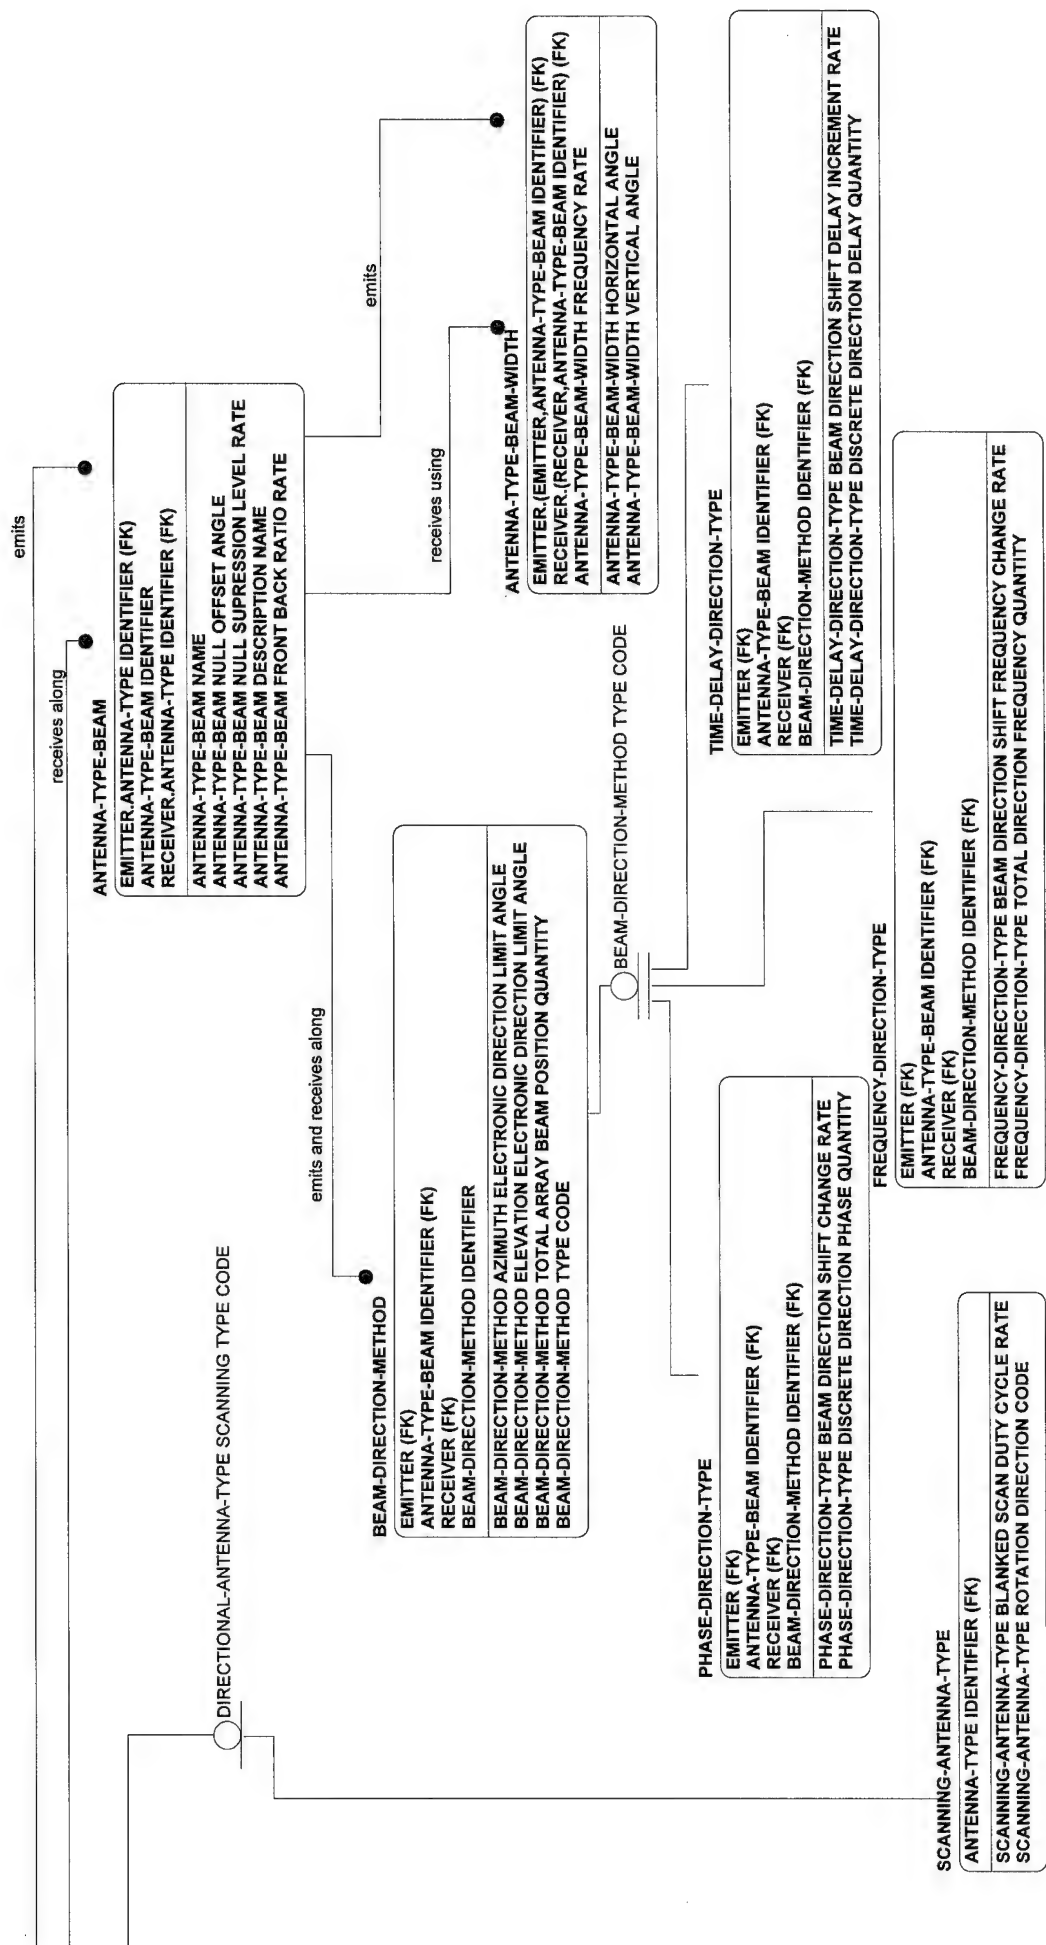 emits
receives along
ANTENNA-TYPE-BEAM
EMITTER.ANTENNA-TYPE IDENTIFIER (FK)
ANTENNA-TYPE-BEAM IDENTIFIER
RECEIVER.ANTENNA-TYPE IDENTIFIER (FK)
ANTENNA-TYPE-BEAM NAME
ANTENNA-TYPE-BEAM NULL OFFSET ANGLE
ANTENNA-TYPE-BEAM NULL SUPRESSION LEVEL RATE
ANTENNA-TYPE-BEAM DESCRIPTION NAME
ANTENNA-TYPE-BEAM FRONT BACK RATIO RATE
emits
receives using
emits and receives along
ANTENNA-TYPE-BEAM-WIDTH
EMITTER.(EMITTER,ANTENNA-TYPE-BEAM IDENTIFIER) (FK)
RECEIVER.(RECEIVER,ANTENNA-TYPE-BEAM IDENTIFIER) (FK)
ANTENNA-TYPE-BEAM-WIDTH FREQUENCY RATE
ANTENNA-TYPE-BEAM-WIDTH HORIZONTAL ANGLE
ANTENNA-TYPE-BEAM-WIDTH VERTICAL ANGLE
DIRECTIONAL-ANTENNA-TYPE SCANNING TYPE CODE
BEAM-DIRECTION-METHOD
EMITTER (FK)
ANTENNA-TYPE-BEAM IDENTIFIER (FK)
RECEIVER (FK)
BEAM-DIRECTION-METHOD IDENTIFIER
BEAM-DIRECTION-METHOD AZIMUTH ELECTRONIC DIRECTION LIMIT ANGLE
BEAM-DIRECTION-METHOD ELEVATION ELECTRONIC DIRECTION LIMIT ANGLE
BEAM-DIRECTION-METHOD TOTAL ARRAY BEAM POSITION QUANTITY
BEAM-DIRECTION-METHOD TYPE CODE
BEAM-DIRECTION-METHOD TYPE CODE
PHASE-DIRECTION-TYPE
EMITTER (FK)
ANTENNA-TYPE-BEAM IDENTIFIER (FK)
RECEIVER (FK)
BEAM-DIRECTION-METHOD IDENTIFIER (FK)
PHASE-DIRECTION-TYPE BEAM DIRECTION SHIFT CHANGE RATE
PHASE-DIRECTION-TYPE DISCRETE DIRECTION PHASE QUANTITY
TIME-DELAY-DIRECTION-TYPE
EMITTER (FK)
ANTENNA-TYPE-BEAM IDENTIFIER (FK)
RECEIVER (FK)
BEAM-DIRECTION-METHOD IDENTIFIER (FK)
TIME-DELAY-DIRECTION-TYPE BEAM DIRECTION SHIFT DELAY INCREMENT RATE
TIME-DELAY-DIRECTION-TYPE DISCRETE DIRECTION DELAY QUANTITY
FREQUENCY-DIRECTION-TYPE
EMITTER (FK)
ANTENNA-TYPE-BEAM IDENTIFIER (FK)
RECEIVER (FK)
BEAM-DIRECTION-METHOD IDENTIFIER (FK)
FREQUENCY-DIRECTION-TYPE BEAM DIRECTION SHIFT FREQUENCY CHANGE RATE
FREQUENCY-DIRECTION-TYPE TOTAL DIRECTION FREQUENCY QUANTITY
SCANNING-ANTENNA-TYPE
ANTENNA-TYPE IDENTIFIER (FK)
SCANNING-ANTENNA-TYPE BLANKED SCAN DUTY CYCLE RATE
SCANNING-ANTENNA-TYPE ROTATION DIRECTION CODE